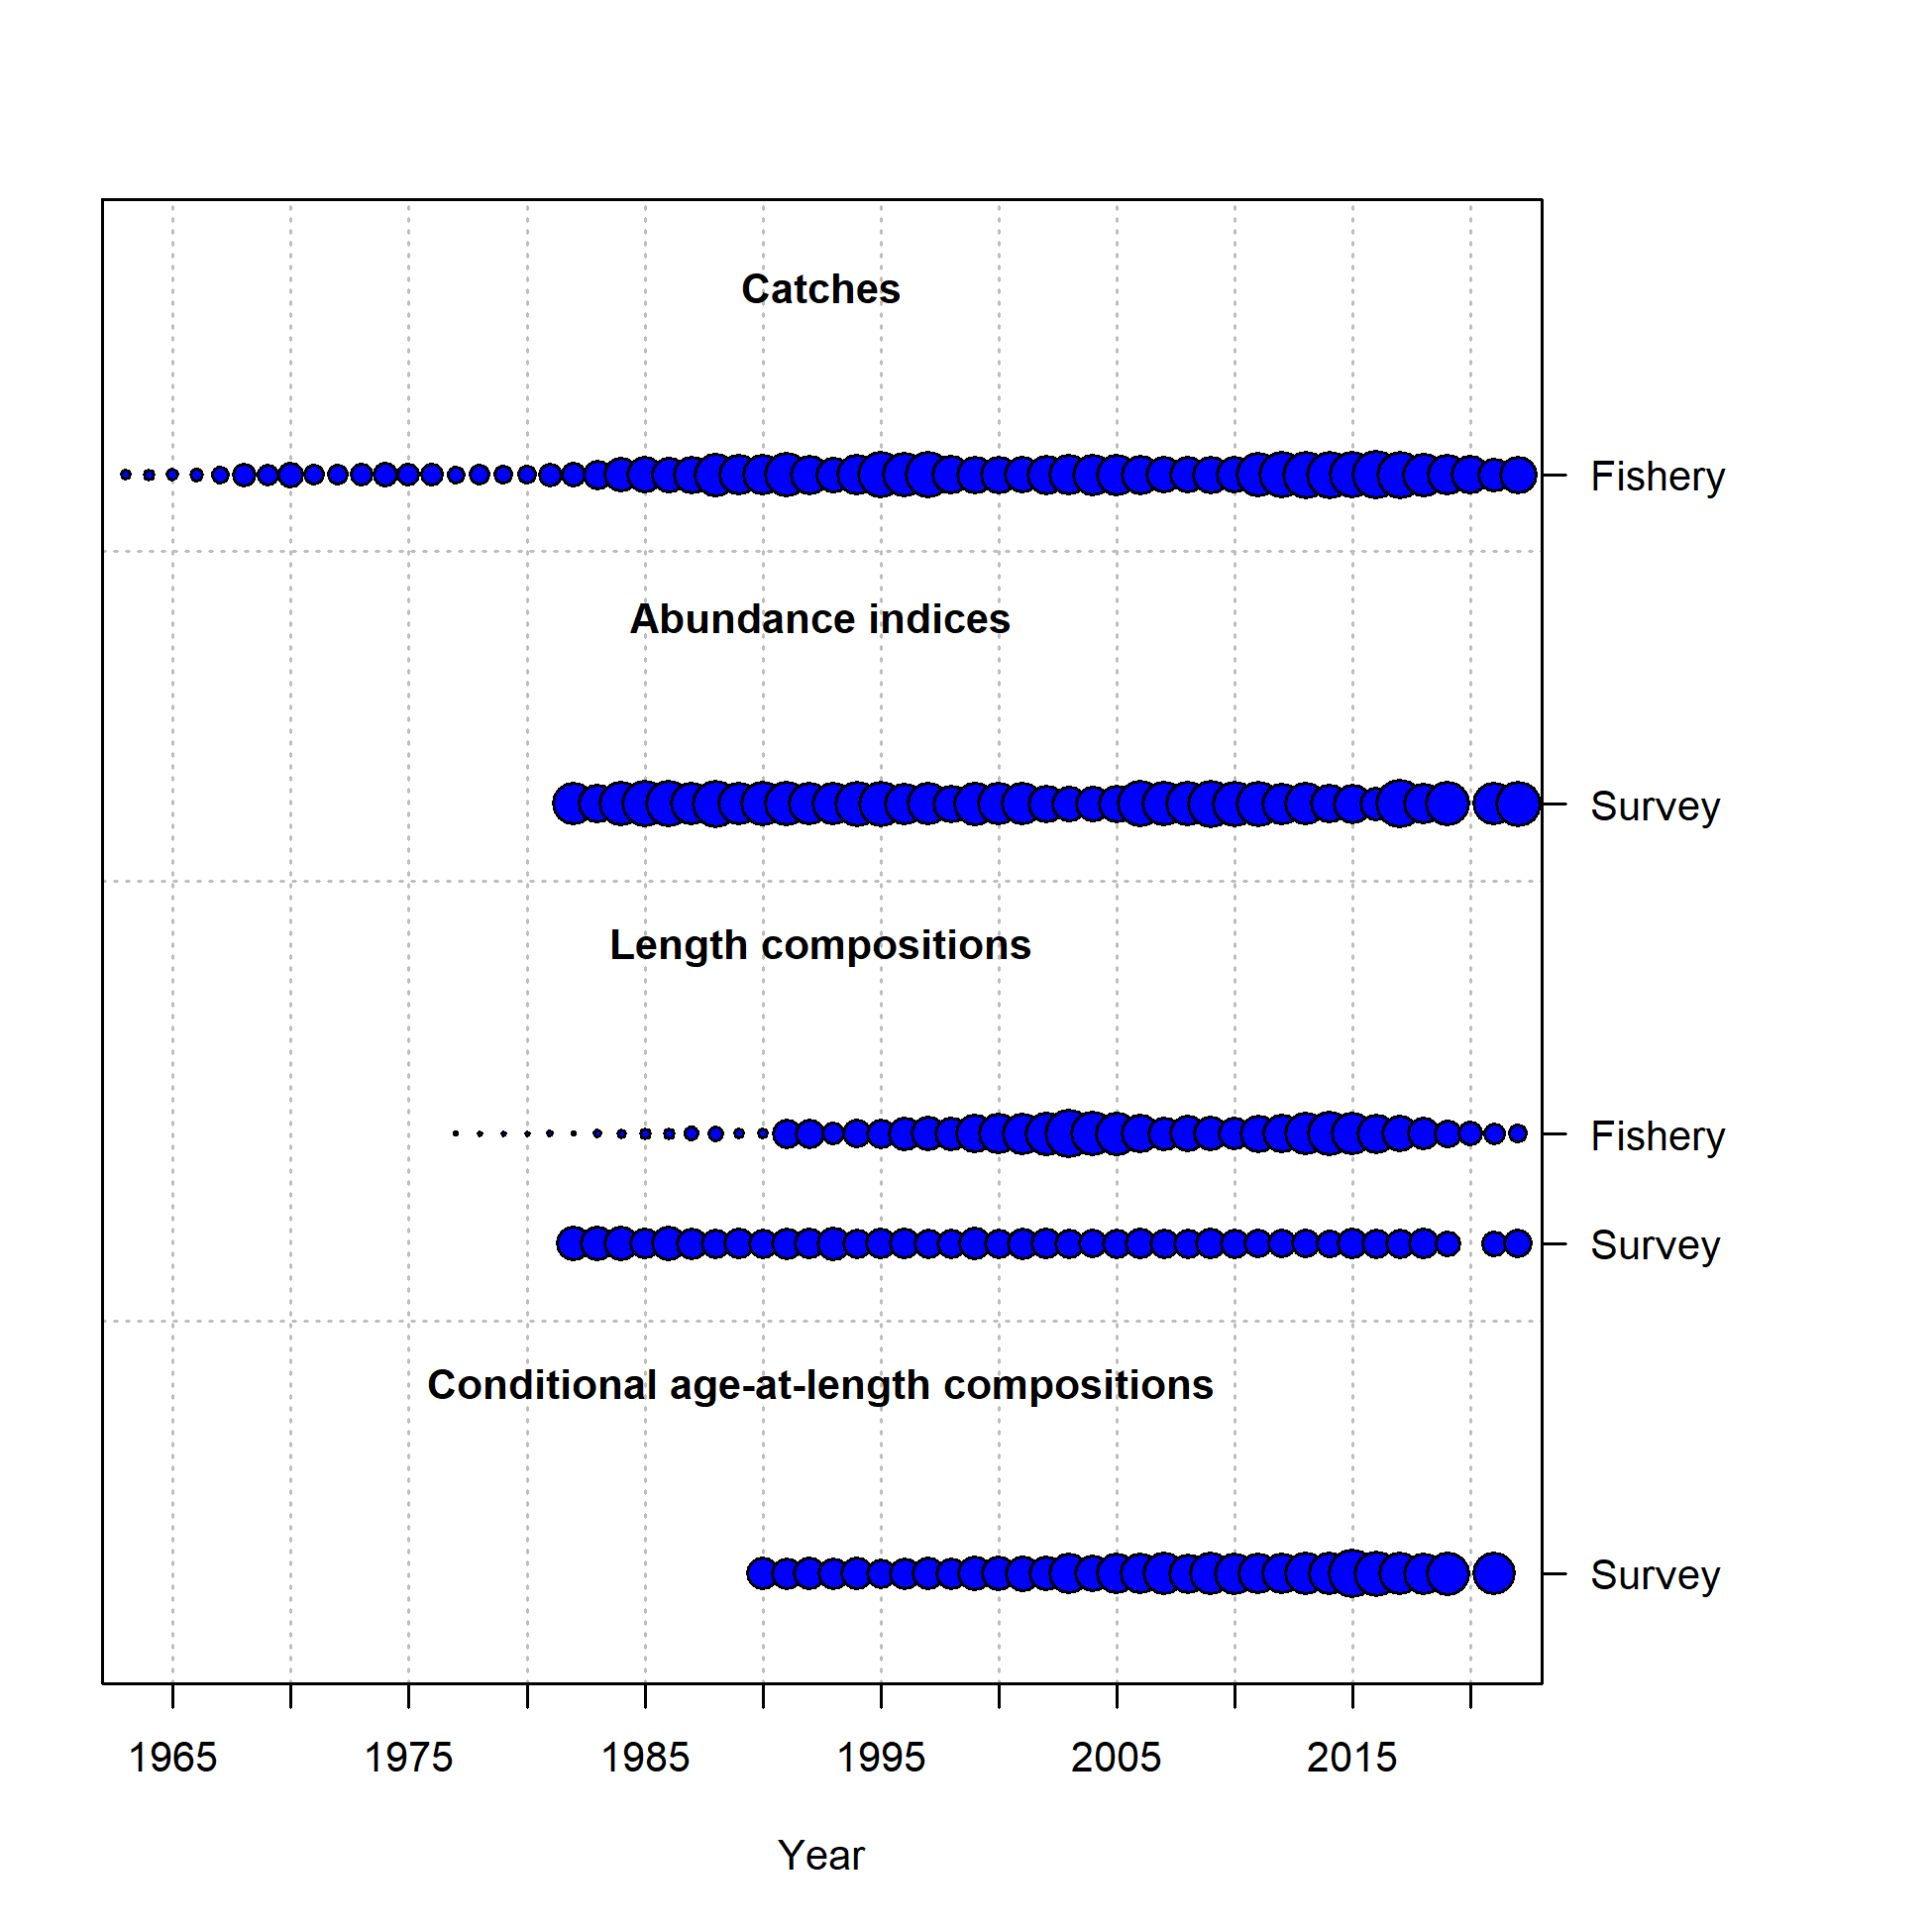 Catches
Fishery
Abundance indices
Survey
Length compositions
Fishery
Survey
Conditional age-at-length compositions
Survey
1965 1975 1985 1995 2005 2015
Year